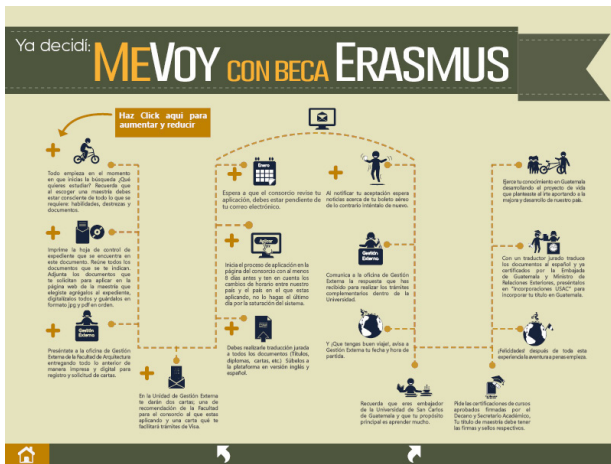 Ya decidí: MEVOY CON BECA ERASMUS
Haz Click aqui para
aumentar y reducir
Todo empieza en el momento
en que inicias la búsqueda ¿Qué
quieres estudiar? Recuerda que
al escoger una maestría debes
estar consciente de todo lo que se
requiere: habilidades, destrezas y
documentos.
Imprime la hoja de control de
expediente que se encuentra en
este documento. Reúne todos los
documentos que se te indican.
Adjunta los documentos que
te solicitan para aplicar en la
página web de la maestría que
elegiste agrégalos al expediente,
digitalízalos todos y guárdalos en
formato jpg y pdf en orden.
Gestión
Externa
Preséntate a la oficina de Gestión
Externa de la Facultad de Arquitectura
entregando todo lo anterior de
manera impresa y digital para
registro y solicitud de cartas.
En la Unidad de Gestión Externa
te darán dos cartas; una de
recomendación de la Facultad
para el consorcio al que estas
aplicando y una carta que te
facilitará trámites de Visa.
Debes realizarle traducción jurada
a todos los documentos (Títulos,
diplomas, cartas, etc) Súbelos a
la plataforma en versión inglés y
español.
Aplicar
Inicia el proceso de aplicación en la
página del consorcio con al menos
8 días antes y ten en cuenta los
cambios de horario entre nuestro
país y el país en el que estas
aplicando, no lo hagas el último
día por la saturación del sistema.
Enero
Espera a que el consorcio revise tu
aplicación, debes estar pendiente de
tu correo electrónico.
Al notificar tu aceptación espera
noticias acerca de tu boleto aéreo
de lo contrario inténtalo de nuevo.
Gestión
Externa
Comunica a la oficina de Gestión
Externa la respuesta que has
recibido para realizar los trámites
complementarios dentro de la
Universidad.
Y ¡Que tengas buen viaje!, avisa a
Gestión Externa tu fecha y hora de
partida.
Recuerda que eres embajador
de la Universidad de San Carlos
de Guatemala y que tu propósito
principal es aprender mucho.
Pide las certificaciones de cursos
aprobados firmadas por el
Decano y Secretario Académico,
Tu título de maestría debe tener
las firmas y sellos respectivos.
¡Felicidades! después de toda esta
experiencia la aventura apenas empieza.
Con un traductor jurado traduce
los documentos al español y ya
certificados por la Embajada
de Guatemala y Ministro de
Relaciones Exteriores, preséntalos
en "Incorporaciones USAC" para
incorporar tu título en Guatemala.
Ejerce tu conocimiento en Guatemala
desarrollando el proyecto de vida
que planteaste al irte aportando a la
mejora y desarrollo de nuestro país.